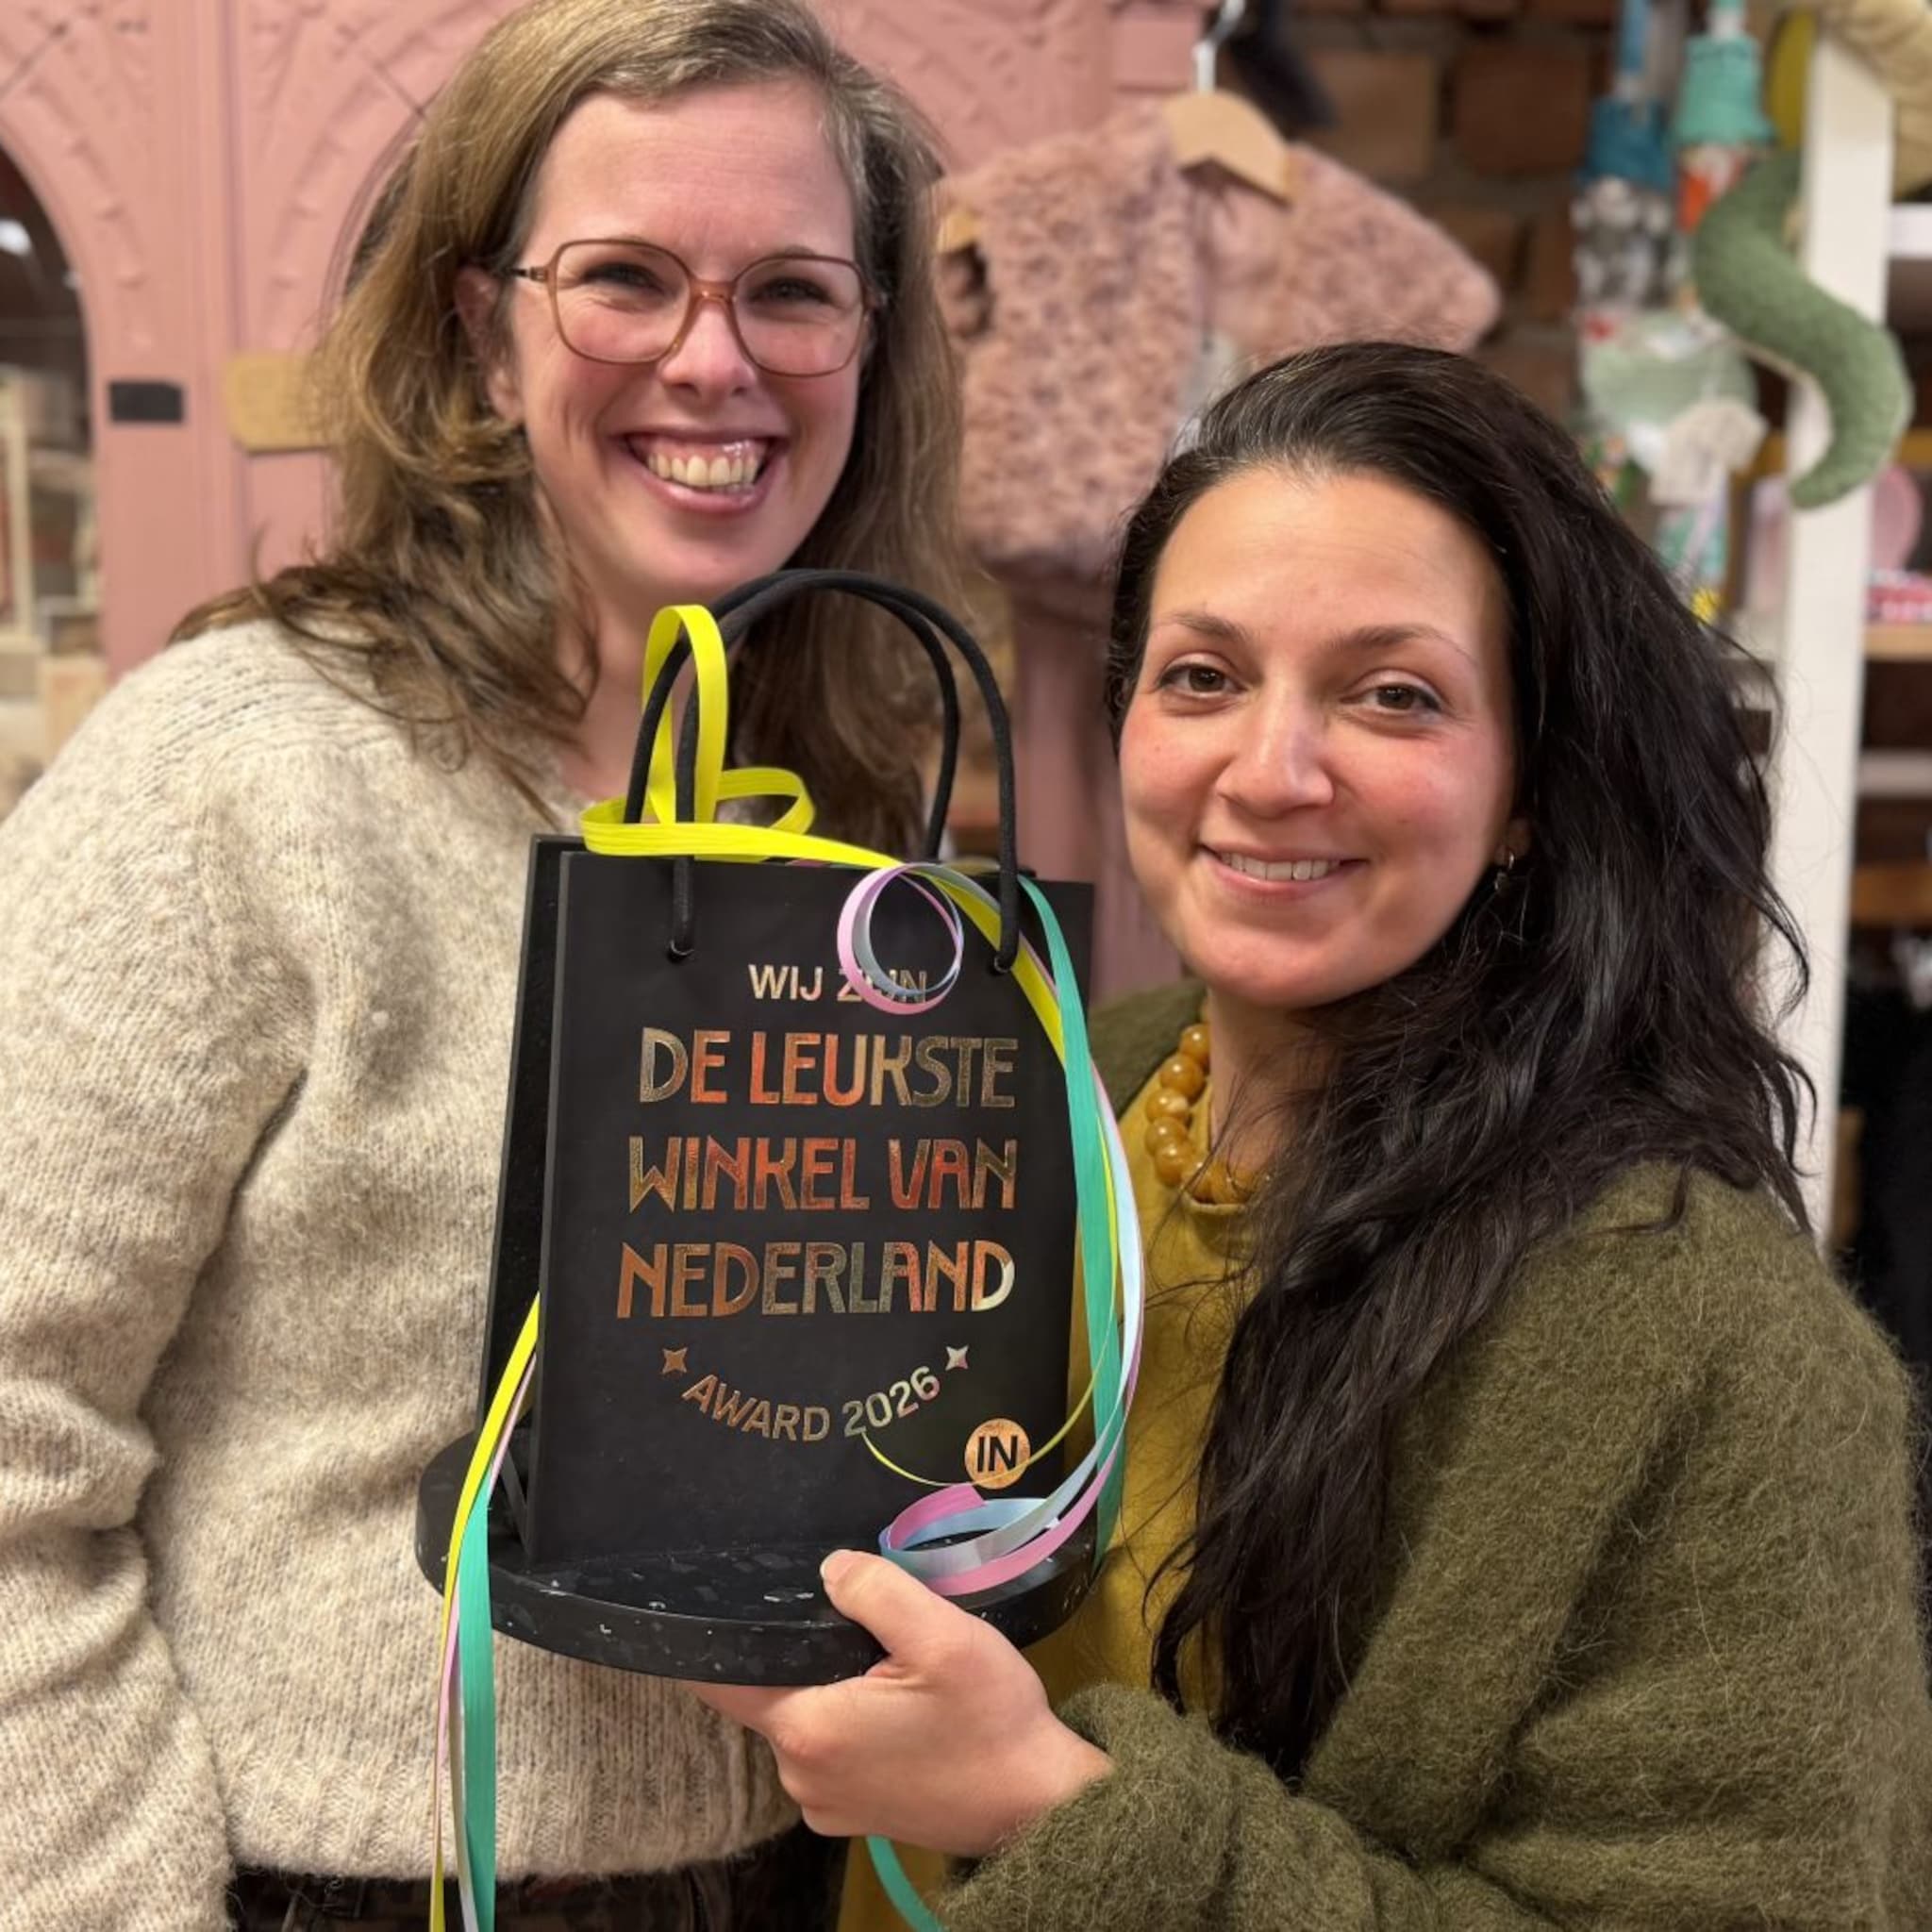 WIJ ZIJN
DE LEUKSTE
WINKEL VAN
NEDERLAND
AWARD 2026
IN